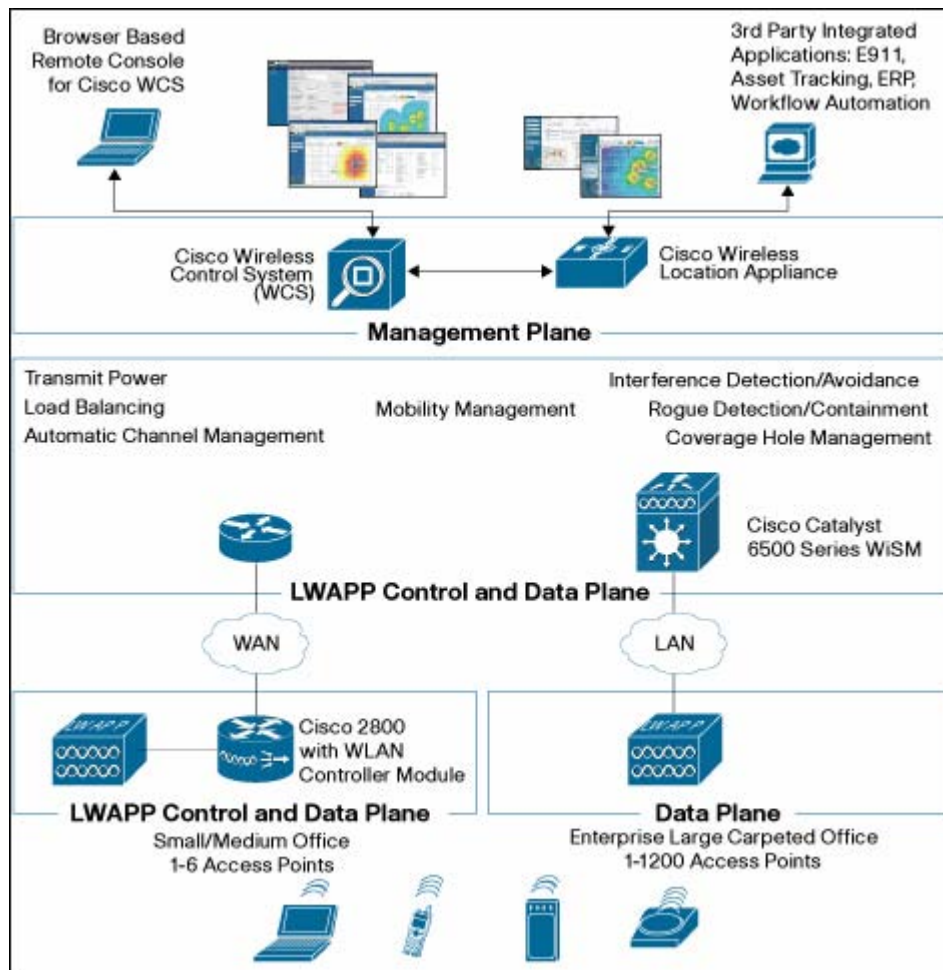 Browser Based
Remote Console
for Cisco WCS
3rd Party Integrated
Applications: E911,
Asset Tracking, ERP,
Workflow Automation
Cisco Wireless
Control System
(WCS)
Cisco Wireless
Location Appliance
Management Plane
Transmit Power
Load Balancing
Automatic Channel Management
Mobility Management
Interference Detection/Avoidance
Rogue Detection/Containment
Coverage Hole Management
Cisco Catalyst
6500 Series WiSM
LWAPP Control and Data Plane
WAN
LAN
LWAPP
Cisco 2800
with WLAN
Controller Module
LWAPP
LWAPP Control and Data Plane
Small/Medium Office
1-6 Access Points
Data Plane
Enterprise Large Carpeted Office
1-1200 Access Points